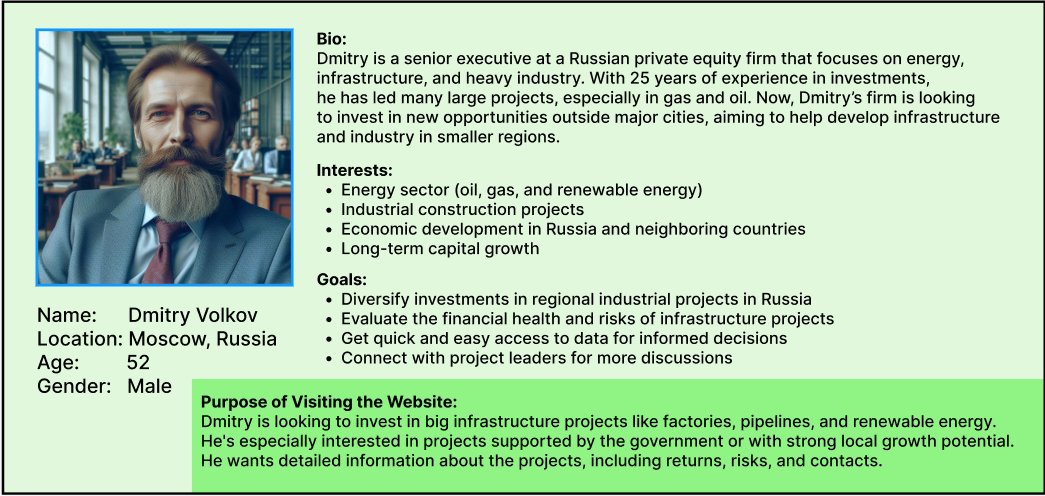 Bio:
Dmitry is a senior executive at a Russian private equity firm that focuses on energy,
infrastructure, and heavy industry. With 25 years of experience in investments,
he has led many large projects, especially in gas and oil. Now, Dmitry’s firm is looking
to invest in new opportunities outside major cities, aiming to help develop infrastructure
and industry in smaller regions.
Interests:
• Energy sector (oil, gas, and renewable energy)
• Industrial construction projects
• Economic development in Russia and neighboring countries
• Long-term capital growth
Goals:
• Diversify investments in regional industrial projects in Russia
• Evaluate the financial health and risks of infrastructure projects
• Get quick and easy access to data for informed decisions
• Connect with project leaders for more discussions
Name: Dmitry Volkov
Location: Moscow, Russia
Age: 52
Gender: Male
Purpose of Visiting the Website:
Dmitry is looking to invest in big infrastructure projects like factories, pipelines, and renewable energy.
He's especially interested in projects supported by the government or with strong local growth potential.
He wants detailed information about the projects, including returns, risks, and contacts.